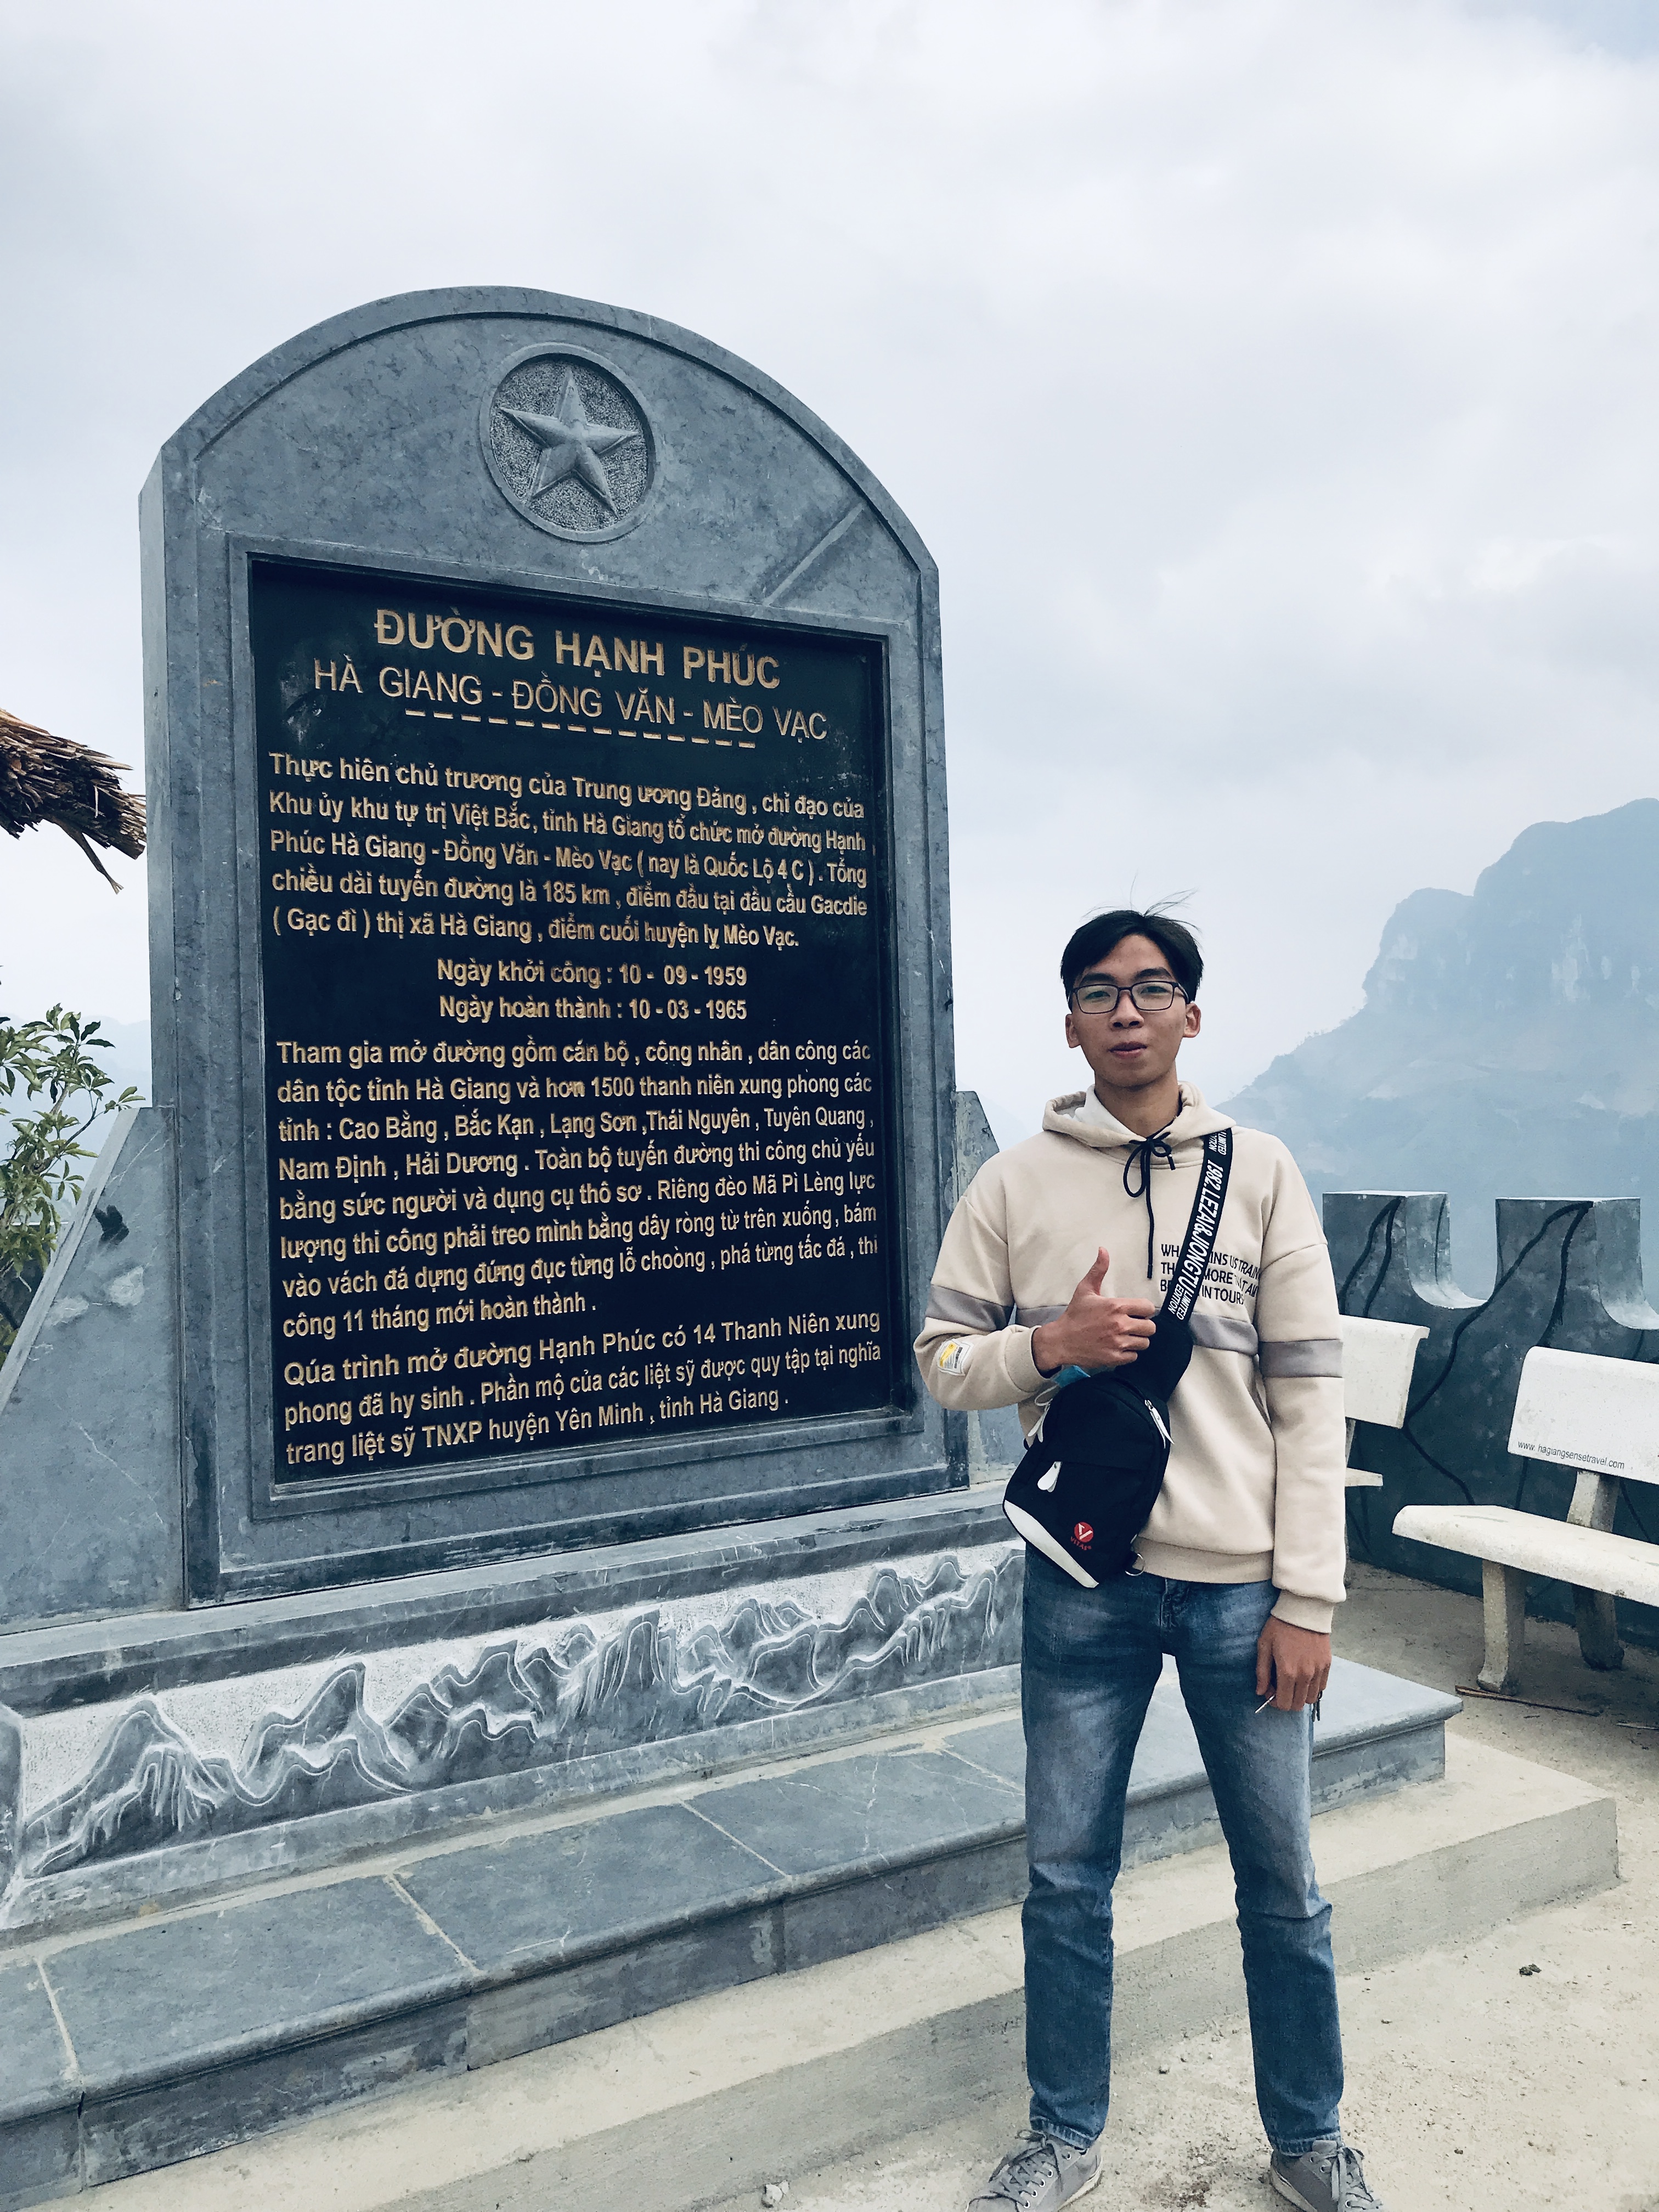 ĐƯỜNG HẠNH PHÚC
HÀ GIANG - ĐỒNG VĂN - MÈO VẠC
Thực hiên chủ trương của Trung ương Đảng , chỉ đạo của
Khu ủy khu tự trị Việt Bắc, tỉnh Hà Giang tổ chức mở đường Hạnh
Phúc Hà Giang - Đồng Văn - Mèo Vạc ( nay là Quốc Lộ 4 C ) . Tổng
chiều dài tuyến đường là 185 km , điểm đầu tại đầu cầu Gacdie
( Gạc đì ) thị xã Hà Giang , điểm cuối huyện lỵ Mèo Vạc.
Ngày khởi công : 10 - 09 - 1959
Ngày hoàn thành : 10 - 03 - 1965
Tham gia mở đường gồm cán bộ , công nhân , dân công các
dân tộc tỉnh Hà Giang và hơn 1500 thanh niên xung phong các
tỉnh : Cao Bằng , Bắc Kạn , Lạng Sơn ,Thái Nguyên , Tuyên Quang ,
Nam Định , Hải Dương . Toàn bộ tuyến đường thi công chủ yếu
bằng sức người và dụng cụ thô sơ . Riêng đèo Mã Pì Lèng lực
lượng thi công phải treo mình bằng dây ròng từ trên xuống, bám
vào vách đá dựng đứng đục từng lỗ choòng , phá từng tấc đá , thi
công 11 tháng mới hoàn thành .
Qúa trình mở đường Hạnh Phúc có 14 Thanh Niên xung
phong đã hy sinh . Phần mộ của các liệt sỹ được quy tập tại nghĩa
trang liệt sỹ TNXP huyện Yên Minh , tỉnh Hà Giang .
LIMITED
EDITION
1982 LEZAI&JIONGTU LIMITED
EDITION
MORE
IN TOURS
www. hagiangsensetravel.com